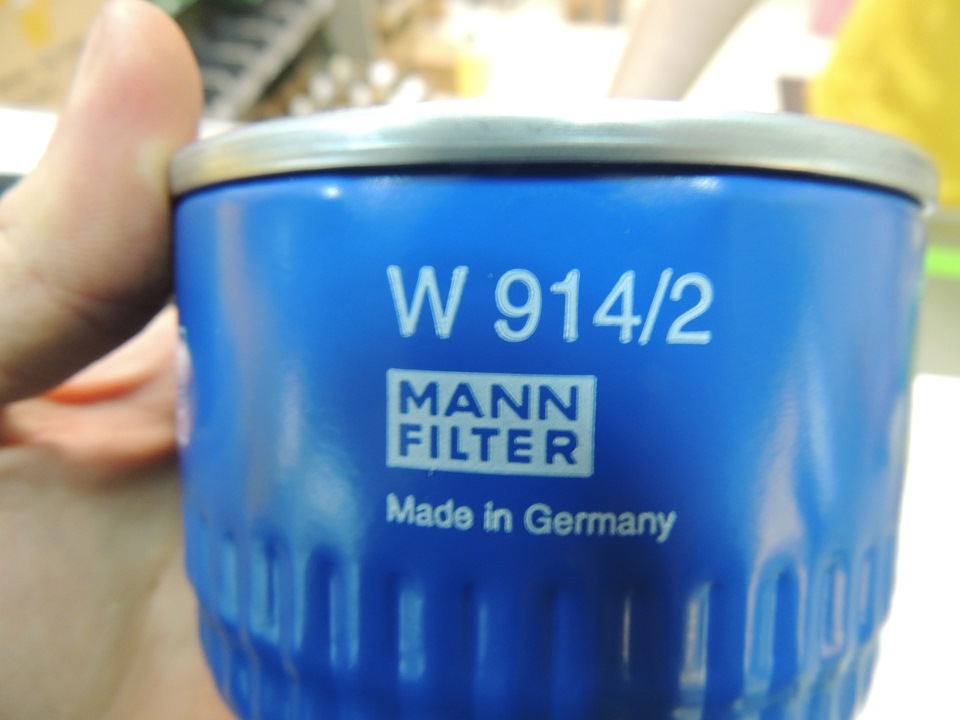 W 914/2
MANN
FILTER
Made in Germany